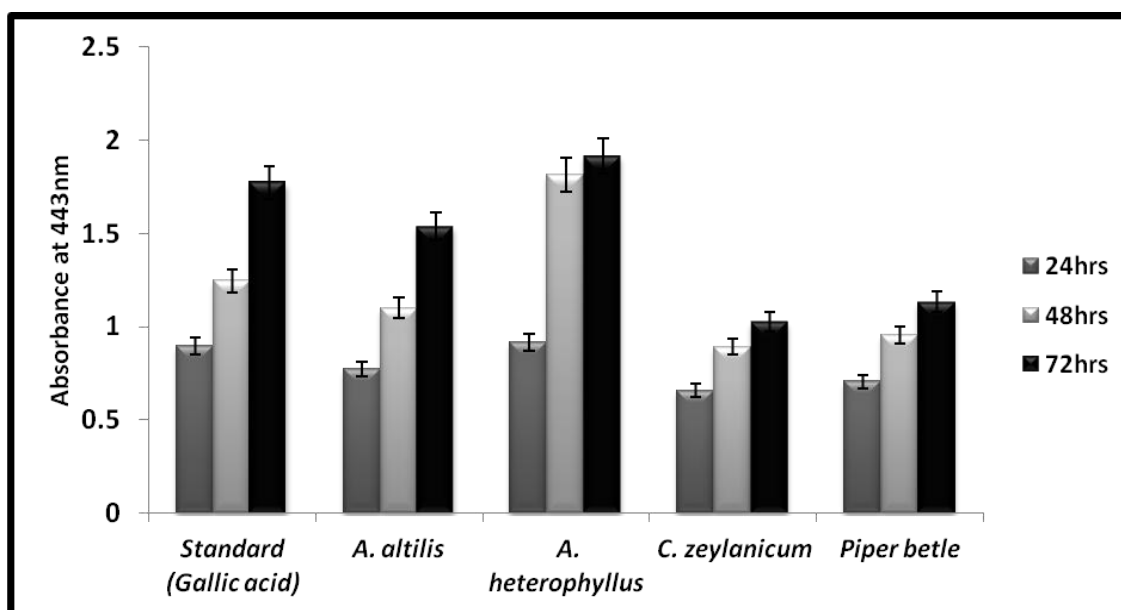 2.5
2
1.5
1
0.5
0
Absorbance at 443nm
Standard
(Gallic acid)
A. altilis
A.
heterophyllus
C. zeylanicum
Piper betle
24hrs
48hrs
72hrs